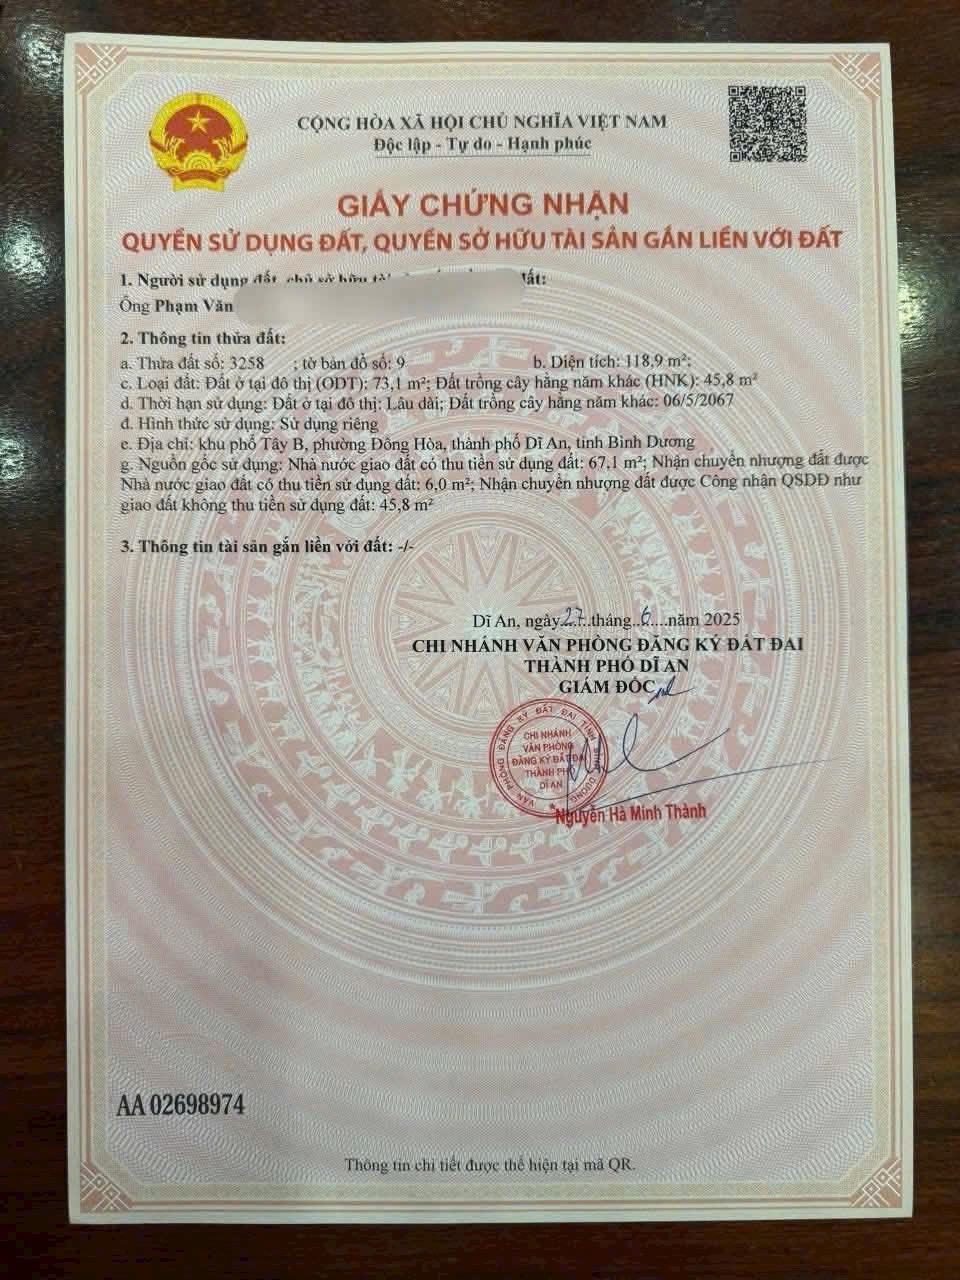 CỘNG HÒA XÃ HỘI CHỦ NGHĨA VIỆT NAM
Độc lập - Tự do - Hạnh phúc
GIẤY CHỨNG NHẬN
QUYỀN SỬ DỤNG ĐẤT, QUYỀN SỞ HỮU TÀI SẢN GẮN LIỀN VỚI ĐẤT
1. Người sử dụng đất, chủ sở hữu đất:
Ông Phạm Văn
2. Thông tin thửa đất:
a. Thửa đất số: 3258 ; tờ bản đồ số: 9 b. Diện tích: 118,9 m²;
c. Loại đất: Đất ở tại đô thị (ODT): 73,1 m²; Đất trồng cây hằng năm khác (HNK): 45,8 m²
d. Thời hạn sử dụng: Đất ở tại đô thị: Lâu dài; Đất trồng cây hằng năm khác: 06/5/2067
đ. Hình thức sử dụng: Sử dụng riêng
e. Địa chỉ: khu phố Tây B, phường Đông Hòa, thành phố Dĩ An, tỉnh Bình Dương
g. Nguồn gốc sử dụng: Nhà nước giao đất có thu tiền sử dụng đất: 67,1 m²; Nhận chuyển nhượng đất được
Nhà nước giao đất có thu tiền sử dụng đất: 6,0 m²; Nhận chuyển nhượng đất được Công nhận QSDĐ như
giao đất không thu tiền sử dụng đất: 45,8 m²
3. Thông tin tài sản gắn liền với đất: -/-
Dĩ An, ngày 27 tháng 6 năm 2025
CHI NHÁNH VĂN PHÒNG ĐĂNG KÝ ĐẤT ĐAI
THÀNH PHỐ DĨ AN
GIÁM ĐỐC
VĂN PHÒNG ĐĂNG KÝ ĐẤT ĐAI TỈNH BÌNH DƯƠNG
CHI NHÁNH
VĂN PHÒNG
ĐĂNG KÝ ĐẤT ĐAI
THÀNH PHỐ
DĨ AN
Nguyễn Hà Minh Thành
AA 02698974
Thông tin chi tiết được thể hiện tại mã QR.